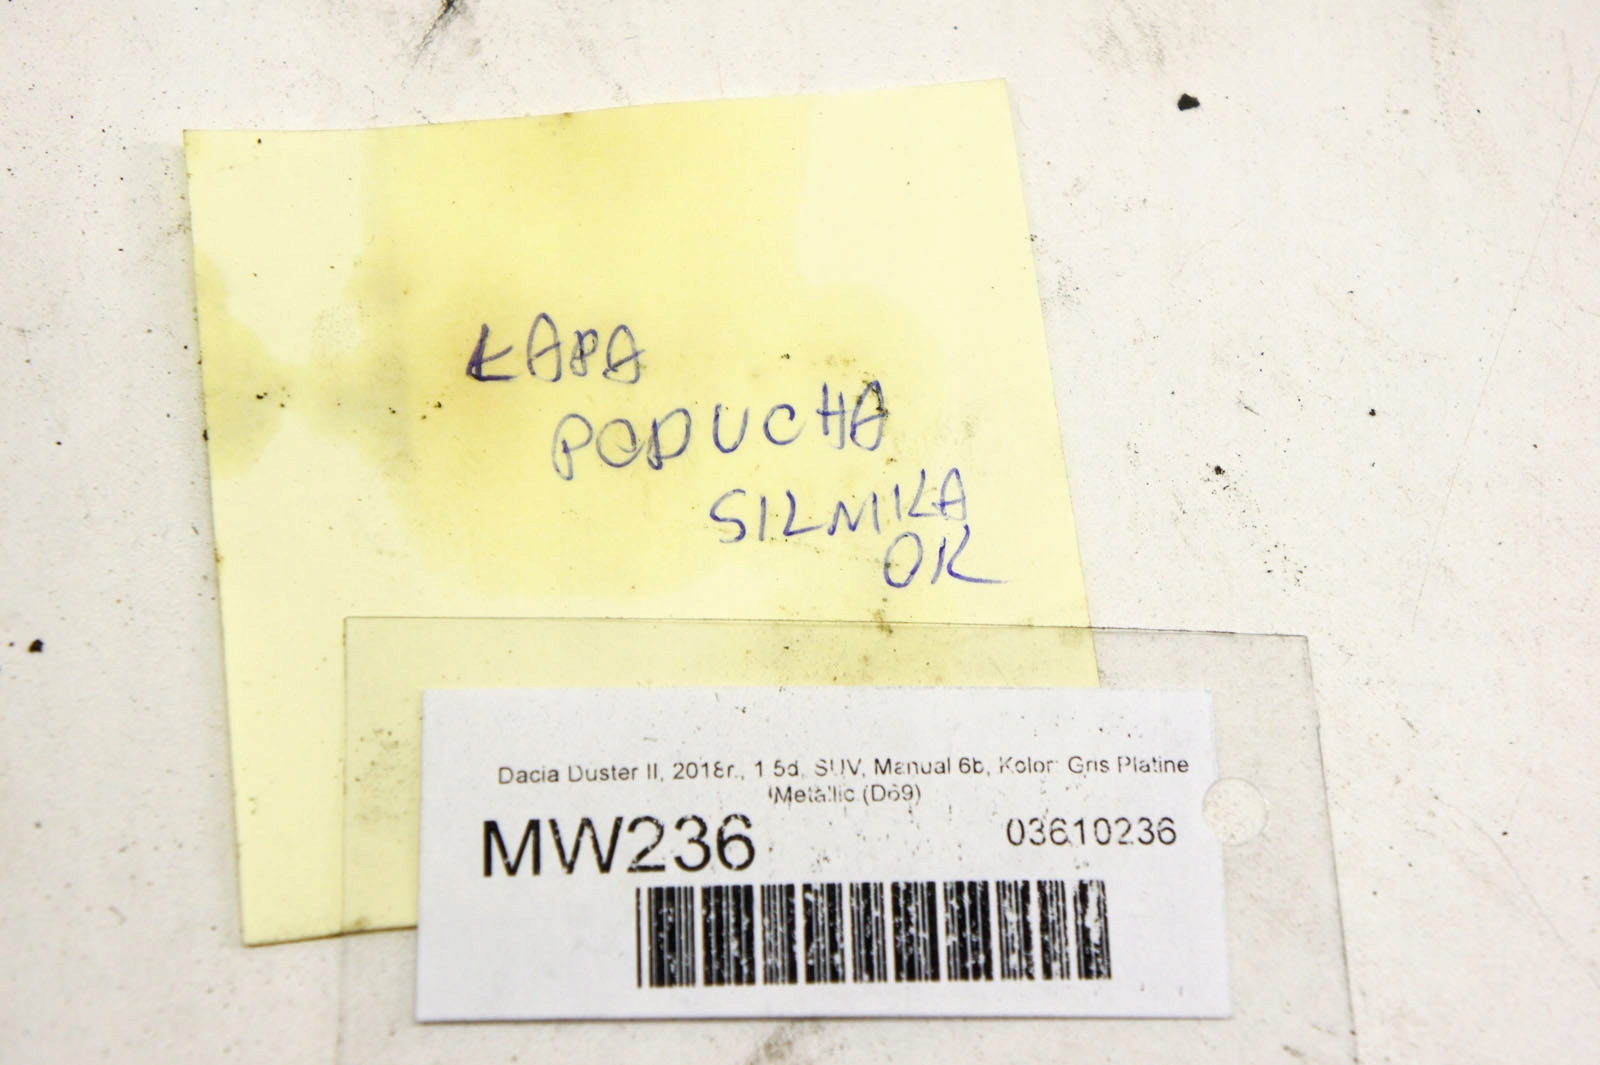 ŁAPA
PODUCHA
SILNIKA
OK
Dacia Duster II, 2018r., 1.5d, SUV, Manual 6b, Kolor: Gris Platine
Metallic (D69)
MW236
03610236